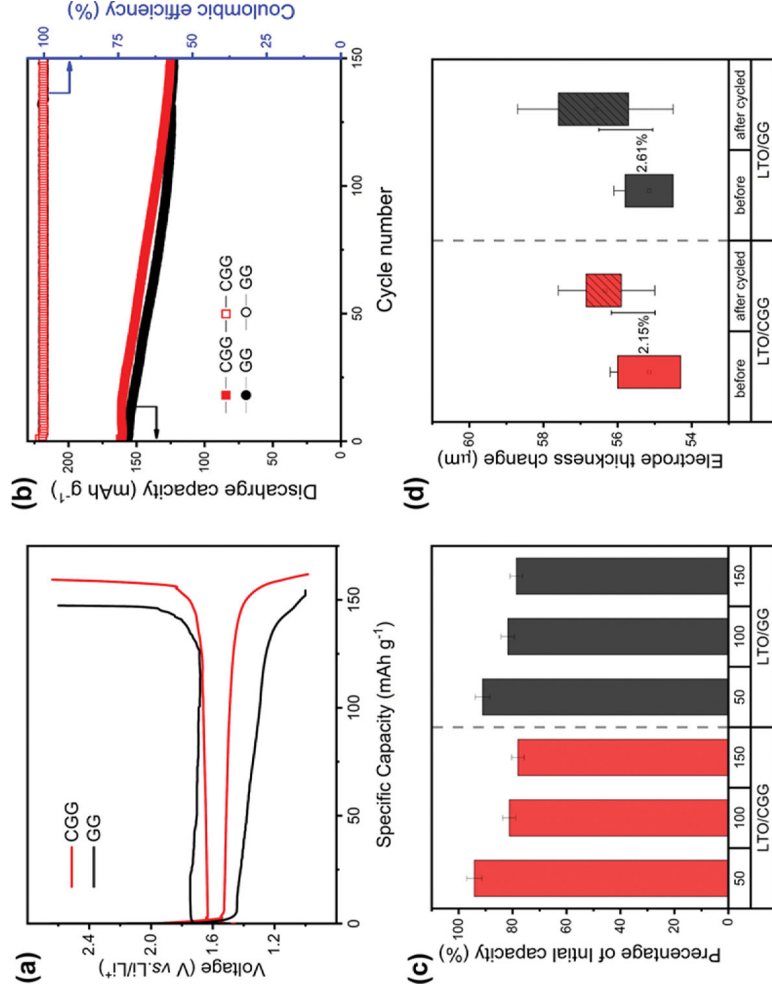 (a)
CGG
GG
2.4
2.0
1.6
1.2
Voltage (V vs.Li/Li⁺)
0
50
100
150
Specific Capacity (mAh g⁻¹)
(b)
CGG
CGG
GG
GG
200
150
100
50
0
Discahrge capacity (mAh g⁻¹)
100
75
50
25
0
Coulombic efficiency (%)
0
50
100
150
Cycle number
(c)
100
80
60
40
20
0
Precentage of Intial capacity (%)
50
100
150
50
100
150
LTO/CGG
LTO/GG
(d)
60
58
56
54
Electrode thickness change (μm)
2.15%
2.61%
before
after cycled
before
after cycled
LTO/CGG
LTO/GG